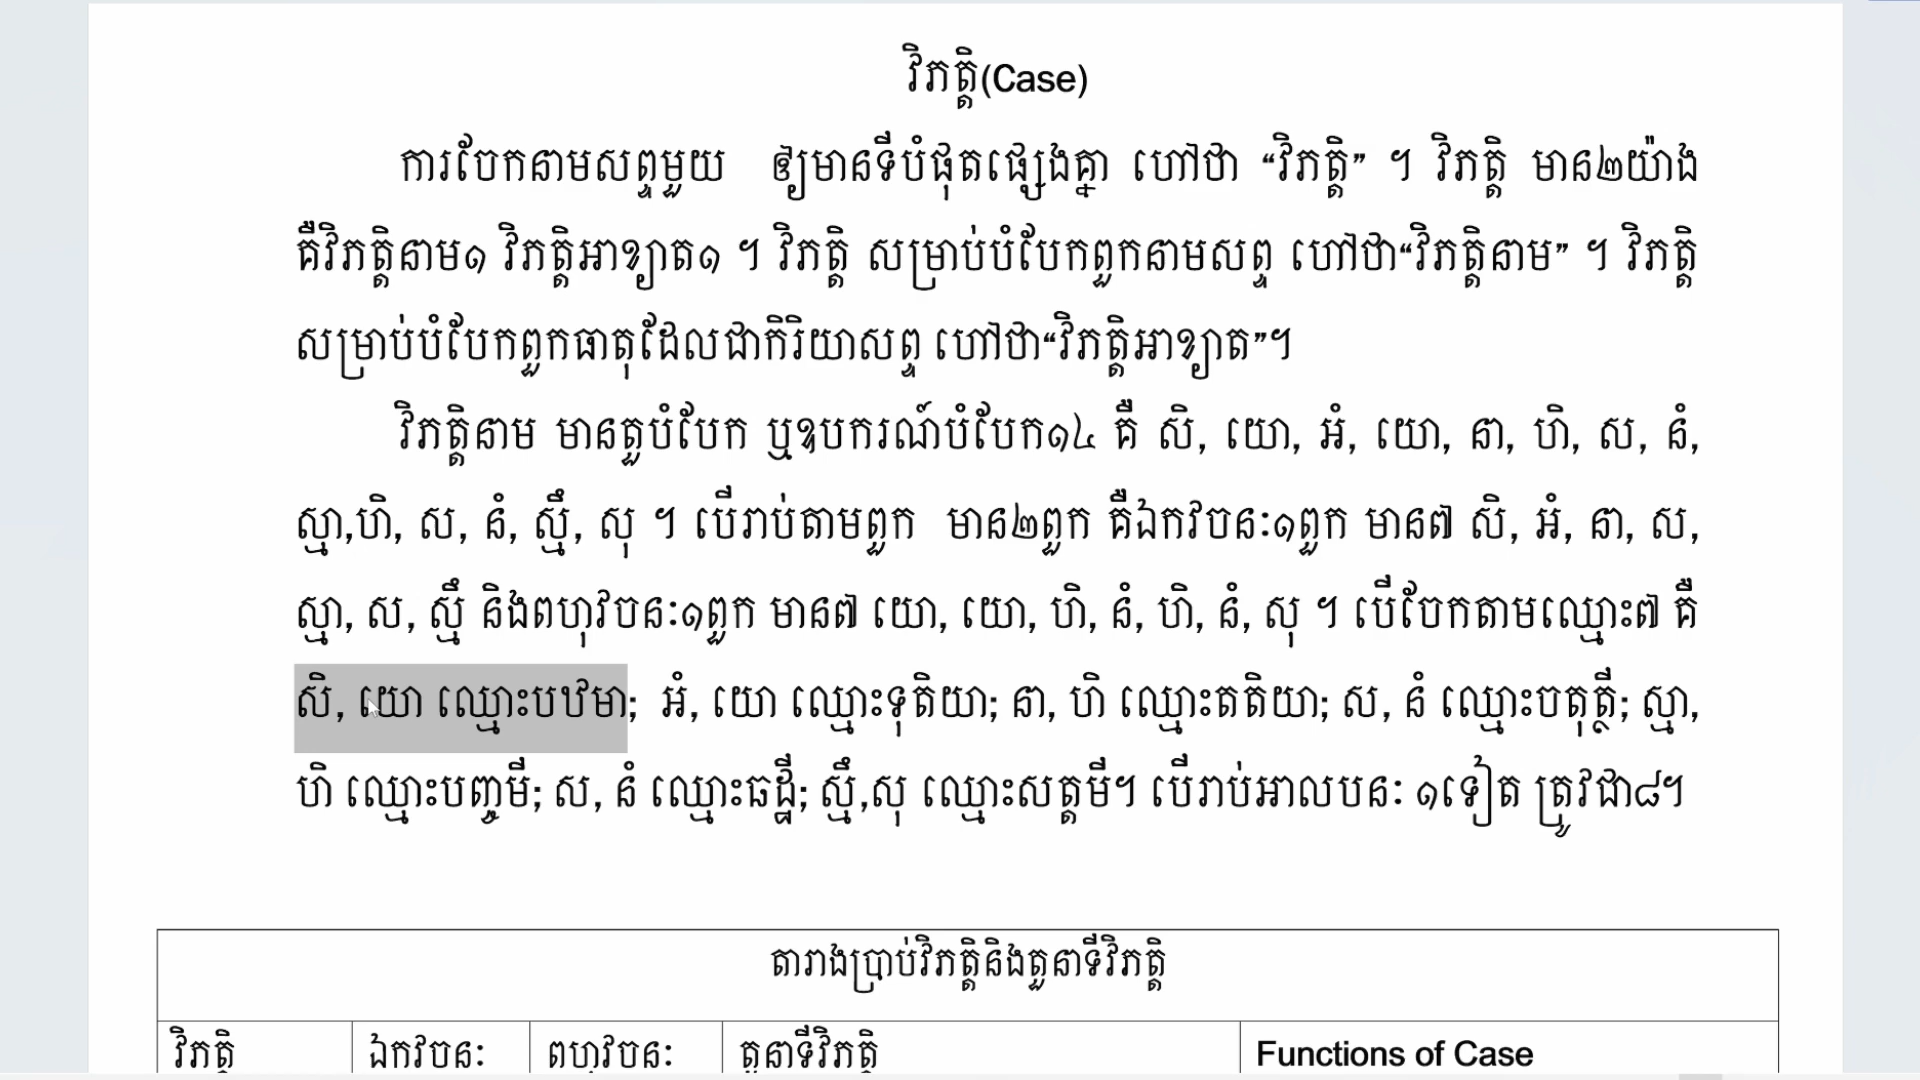 វិភត្តិ(Case)
ការចែកនាមសព្ទមួយ ឲ្យមានទីបំផុតផ្សេងគ្នា ហៅថា “វិភត្តិ” ។ វិភត្តិ មាន២យ៉ាង
គឺវិភត្តិនាម១ វិភត្តិអាខ្យាត១ ។ វិភត្តិ សម្រាប់បំបែកពួកនាមសព្ទ ហៅថា“វិភត្តិនាម” ។ វិភត្តិ
សម្រាប់បំបែកពួកធាតុដែលជាកិរិយាសព្ទ ហៅថា“វិភត្តិអាខ្យាត”។
វិភត្តិនាម មានតួបំបែក ឬឧបករណ៍បំបែក១៤ គឺ សិ, យោ, អំ, យោ, នា, ហិ, ស, នំ,
ស្មា,ហិ, ស, នំ, ស្មឹ, សុ ។ បើរាប់តាមពួក មាន២ពួក គឺឯកវចនៈ១ពួក មាន៧ សិ, អំ, នា, ស,
ស្មា, ស, ស្មឹ និងពហុវចនៈ១ពួក មាន៧ យោ, យោ, ហិ, នំ, ហិ, នំ, សុ ។ បើចែកតាមឈ្មោះ៧ គឺ
សិ, យោ ឈ្មោះបឋមា; អំ, យោ ឈ្មោះទុតិយា; នា, ហិ ឈ្មោះតតិយា; ស, នំ ឈ្មោះចតុត្ថី; ស្មា,
ហិ ឈ្មោះបញ្ចមី; ស, នំ ឈ្មោះឆដ្ឋី; ស្មឹ,សុ ឈ្មោះសត្តមី។ បើរាប់អាលបនៈ ១ទៀត ត្រូវជា៨។
តារាងប្រាប់វិភត្តិនិងតួនាទីវិភត្តិ
វិភត្តិ ឯកវចនៈ ពហុវចនៈ តួនាទីវិភត្តិ Functions of Case